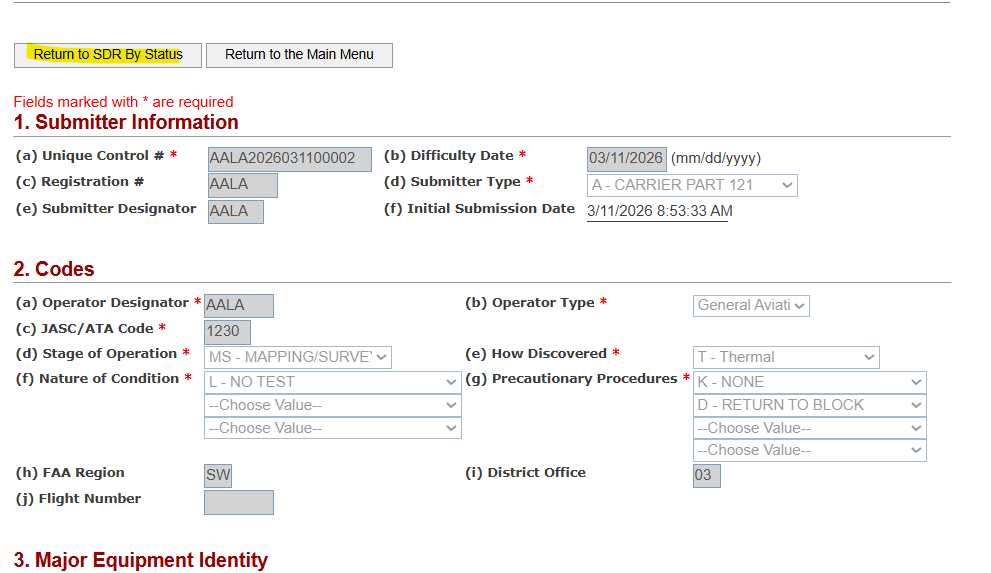 Return to SDR By Status Return to the Main Menu
Fields marked with * are required
1. Submitter Information
(a) Unique Control # * AALA2026031100002 (b) Difficulty Date * 03/11/2026 (mm/dd/yyyy)
(c) Registration # AALA (d) Submitter Type * A - CARRIER PART 121
(e) Submitter Designator AALA (f) Initial Submission Date 3/11/2026 8:53:33 AM
2. Codes
(a) Operator Designator * AALA (b) Operator Type * General Aviati
(c) JASC/ATA Code * 1230
(d) Stage of Operation * MS - MAPPING/SURVEY (e) How Discovered * T - Thermal
(f) Nature of Condition * L - NO TEST (g) Precautionary Procedures * K - NONE
--Choose Value-- D - RETURN TO BLOCK
--Choose Value-- --Choose Value--
--Choose Value--
(h) FAA Region SW (i) District Office 03
(j) Flight Number
3. Major Equipment Identity